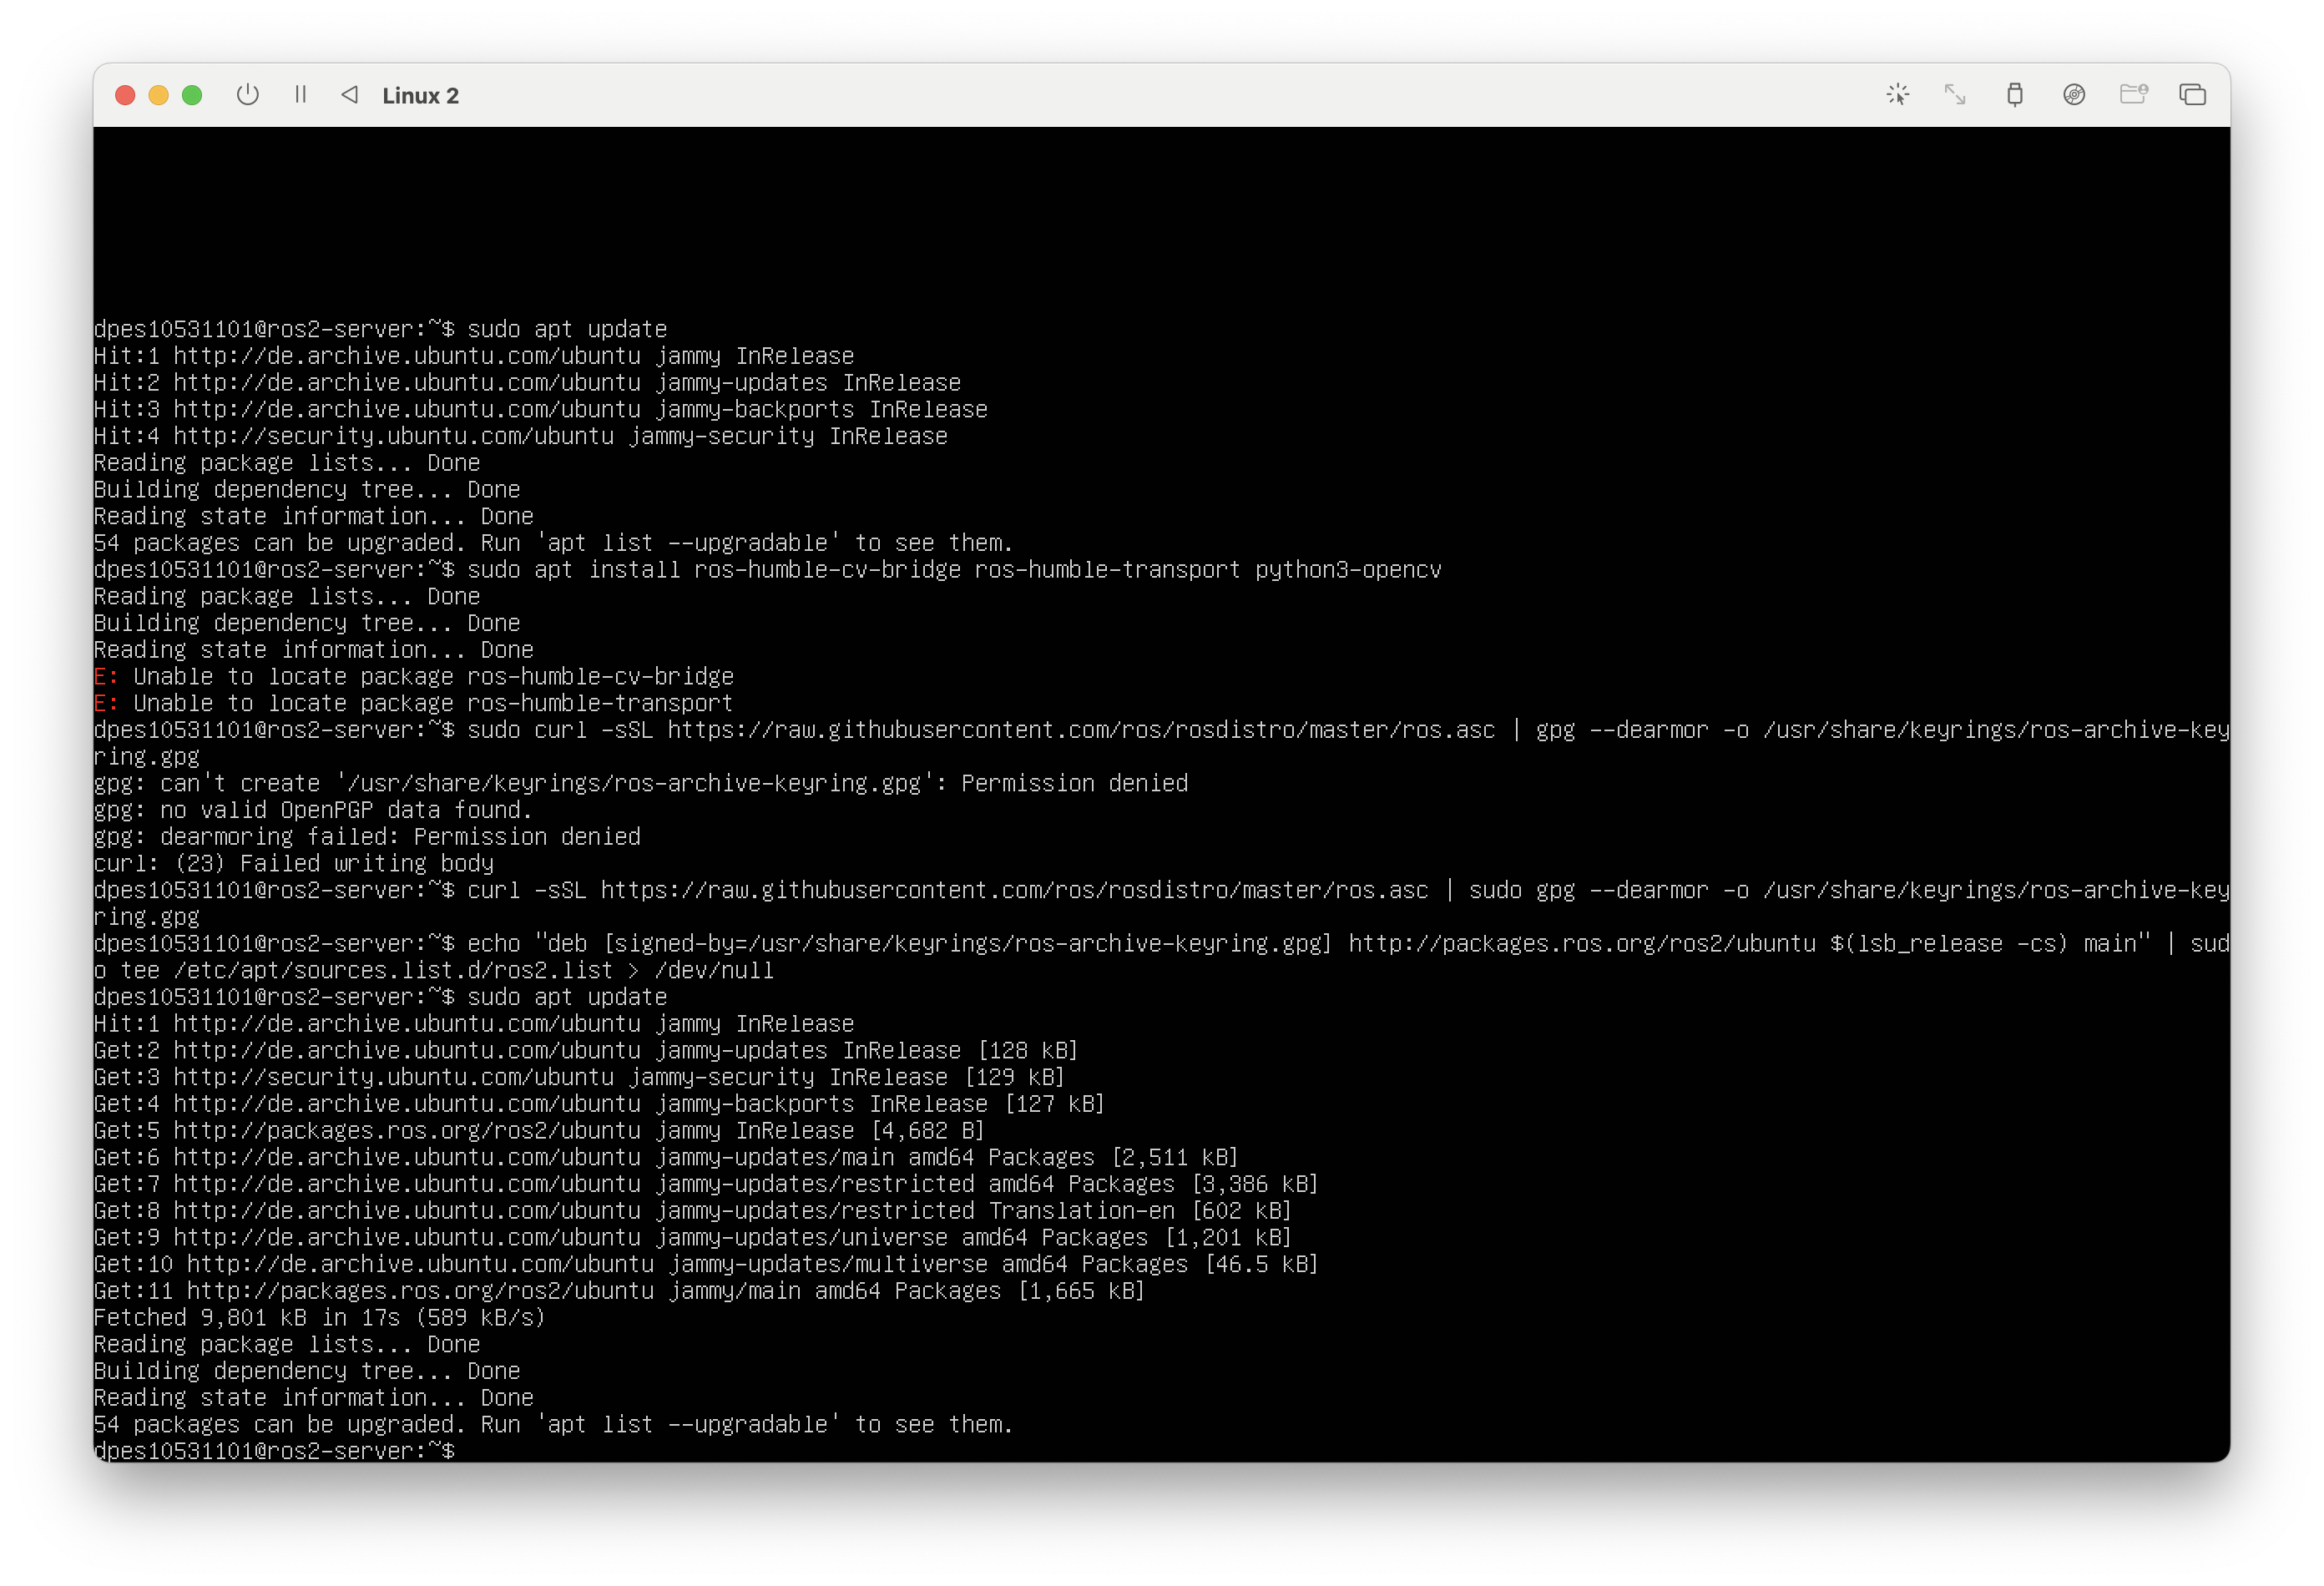 Linux 2
dpes10531101@ros2-server:~$ sudo apt update
Hit:1 http://de.archive.ubuntu.com/ubuntu jammy InRelease
Hit:2 http://de.archive.ubuntu.com/ubuntu jammy-updates InRelease
Hit:3 http://de.archive.ubuntu.com/ubuntu jammy-backports InRelease
Hit:4 http://security.ubuntu.com/ubuntu jammy-security InRelease
Reading package lists... Done
Building dependency tree... Done
Reading state information... Done
54 packages can be upgraded. Run 'apt list --upgradable' to see them.
dpes10531101@ros2-server:~$ sudo apt install ros-humble-cv-bridge ros-humble-transport python3-opencv
Reading package lists... Done
Building dependency tree... Done
Reading state information... Done
E: Unable to locate package ros-humble-cv-bridge
E: Unable to locate package ros-humble-transport
dpes10531101@ros2-server:~$ sudo curl -sSL https://raw.githubusercontent.com/ros/rosdistro/master/ros.asc | gpg --dearmor -o /usr/share/keyrings/ros-archive-key
ring.gpg
gpg: can't create '/usr/share/keyrings/ros-archive-keyring.gpg': Permission denied
gpg: no valid OpenPGP data found.
gpg: dearmoring failed: Permission denied
curl: (23) Failed writing body
dpes10531101@ros2-server:~$ curl -sSL https://raw.githubusercontent.com/ros/rosdistro/master/ros.asc | sudo gpg --dearmor -o /usr/share/keyrings/ros-archive-key
ring.gpg
dpes10531101@ros2-server:~$ echo "deb [signed-by=/usr/share/keyrings/ros-archive-keyring.gpg] http://packages.ros.org/ros2/ubuntu $(lsb_release -cs) main" | sud
o tee /etc/apt/sources.list.d/ros2.list > /dev/null
dpes10531101@ros2-server:~$ sudo apt update
Hit:1 http://de.archive.ubuntu.com/ubuntu jammy InRelease
Get:2 http://de.archive.ubuntu.com/ubuntu jammy-updates InRelease [128 kB]
Get:3 http://security.ubuntu.com/ubuntu jammy-security InRelease [129 kB]
Get:4 http://de.archive.ubuntu.com/ubuntu jammy-backports InRelease [127 kB]
Get:5 http://packages.ros.org/ros2/ubuntu jammy InRelease [4,682 B]
Get:6 http://de.archive.ubuntu.com/ubuntu jammy-updates/main amd64 Packages [2,511 kB]
Get:7 http://de.archive.ubuntu.com/ubuntu jammy-updates/restricted amd64 Packages [3,386 kB]
Get:8 http://de.archive.ubuntu.com/ubuntu jammy-updates/restricted Translation-en [602 kB]
Get:9 http://de.archive.ubuntu.com/ubuntu jammy-updates/universe amd64 Packages [1,201 kB]
Get:10 http://de.archive.ubuntu.com/ubuntu jammy-updates/multiverse amd64 Packages [46.5 kB]
Get:11 http://packages.ros.org/ros2/ubuntu jammy/main amd64 Packages [1,665 kB]
Fetched 9,801 kB in 17s (589 kB/s)
Reading package lists... Done
Building dependency tree... Done
Reading state information... Done
54 packages can be upgraded. Run 'apt list --upgradable' to see them.
dpes10531101@ros2-server:~$